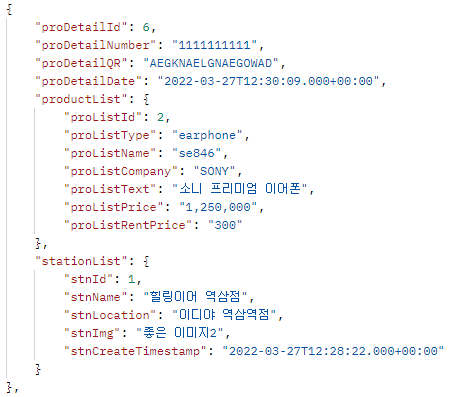 {
"proDetailId": 6,
"proDetailNumber": "1111111111",
"proDetailQR": "AEGKNAELGNAEGOWAD",
"proDetailDate": "2022-03-27T12:30:09.000+00:00",
"productList": {
"proListId": 2,
"proListType": "earphone",
"proListName": "se846",
"proListCompany": "SONY",
"proListText": "소니 프리미엄 이어폰",
"proListPrice": "1,250,000",
"proListRentPrice": "300"
},
"stationList": {
"stnId": 1,
"stnName": "힐링이어 역삼점",
"stnLocation": "이디야 역삼역점",
"stnImg": "좋은 이미지2",
"stnCreateTimestamp": "2022-03-27T12:28:22.000+00:00"
}
},